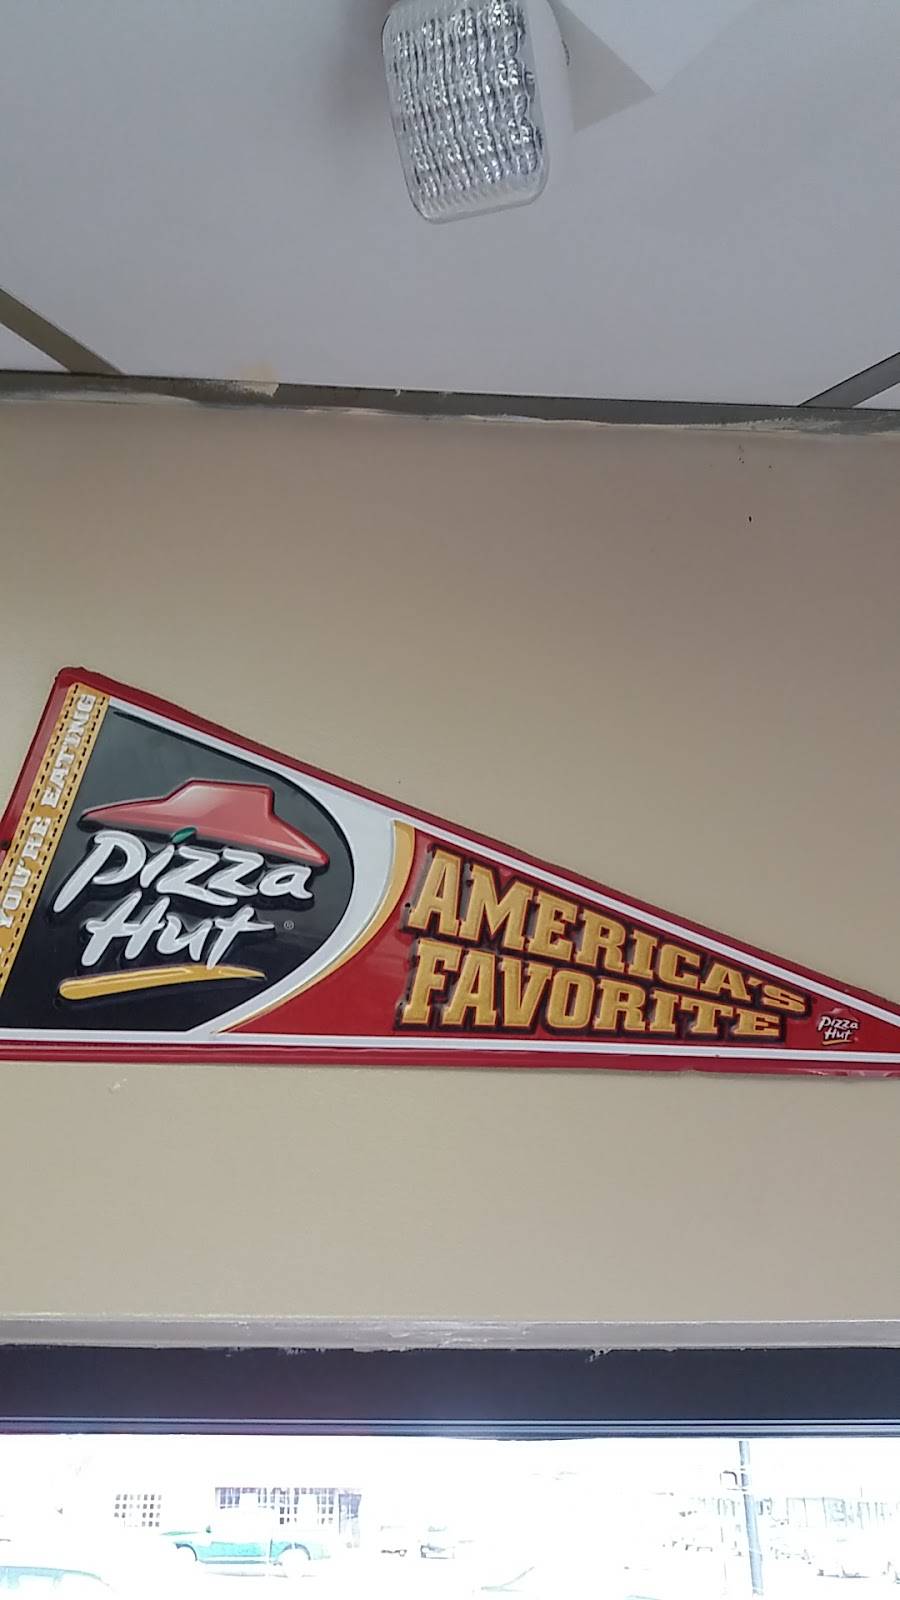 YOU'RE EATING
Pizza
Hut ®
AMERICA'S
FAVORITE
Pizza
Hut